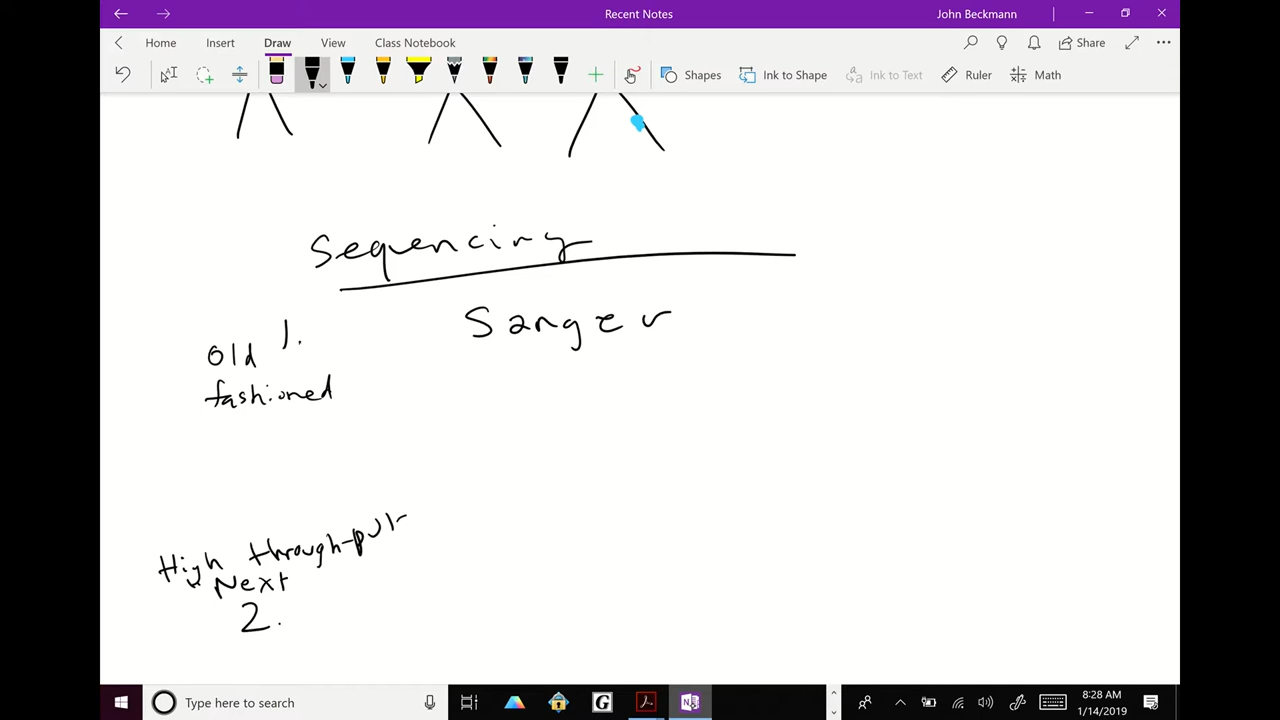 Recent Notes
John Beckmann
Home Insert Draw View Class Notebook
Share
Shapes
Ink to Shape
Ink to Text
Ruler
Math
Sequencing
1. Sanger
Old
fashioned
High through-put
Next
2.
Type here to search
8:28 AM
1/14/2019